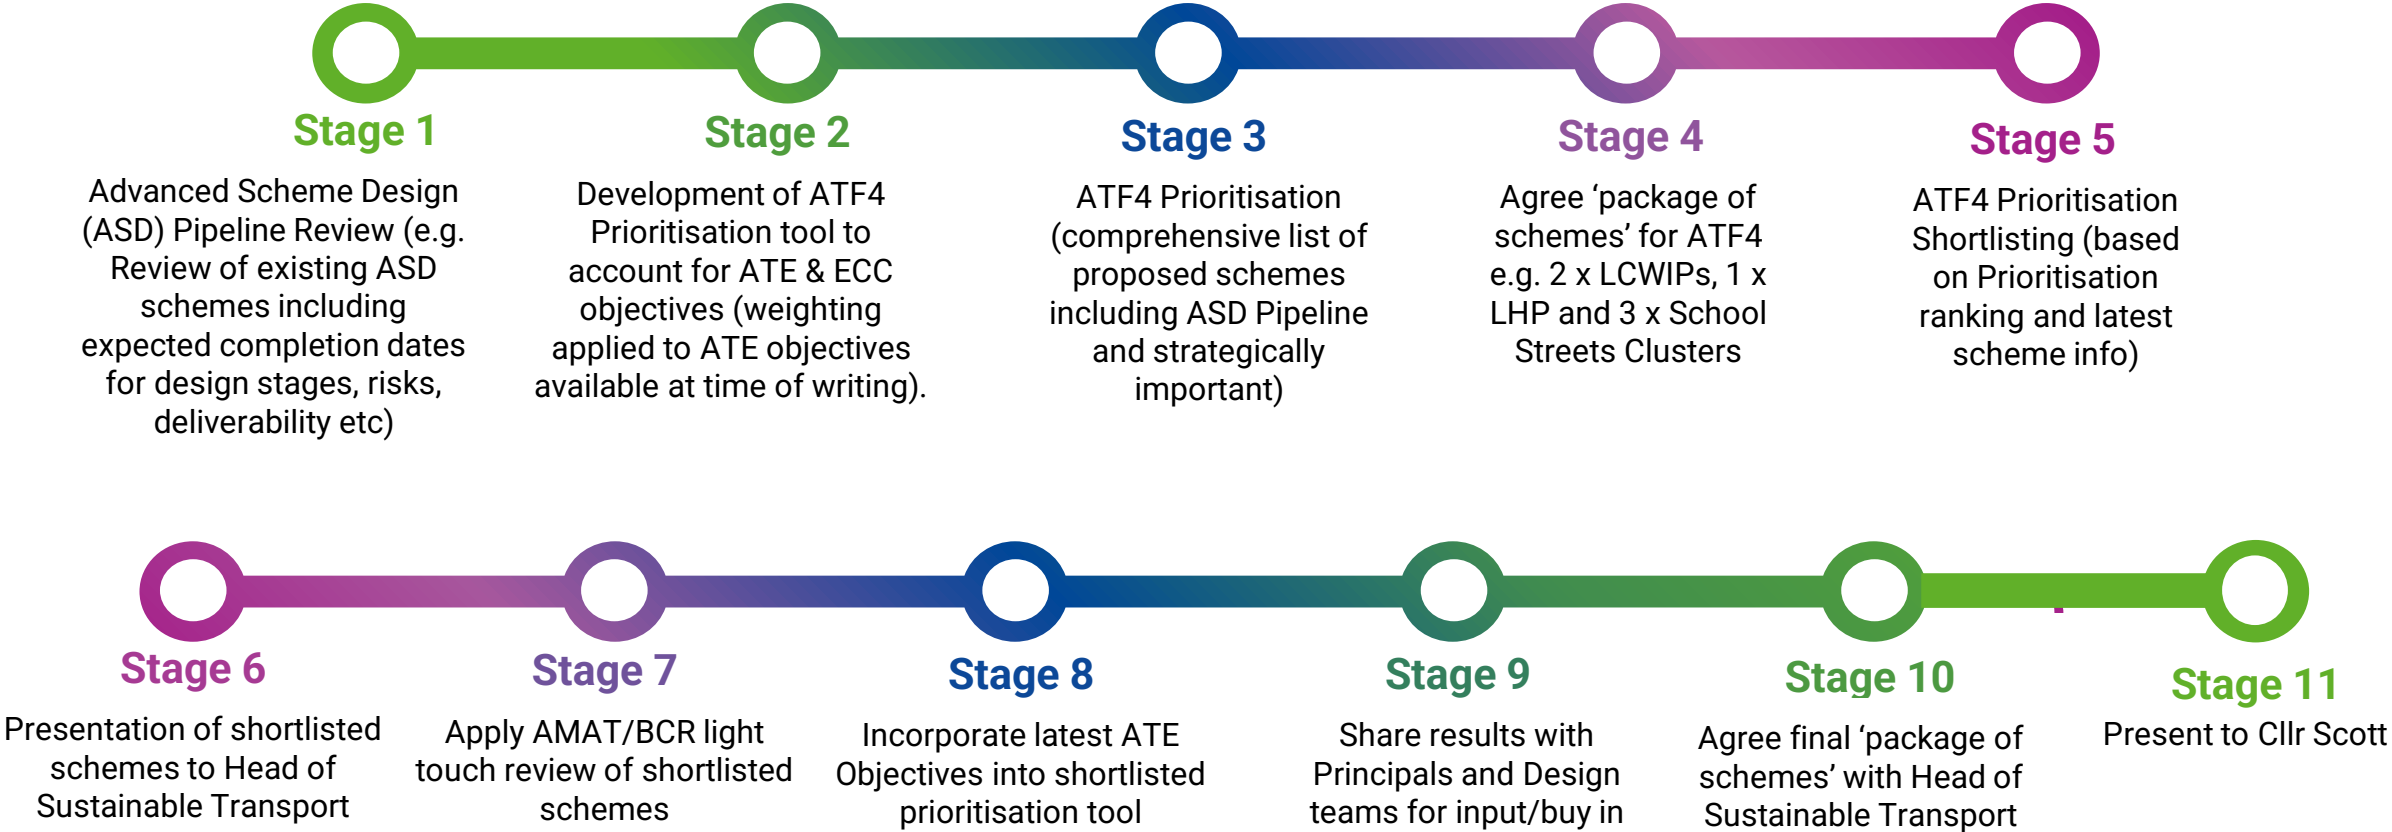 Stage 1
Advanced Scheme Design
(ASD) Pipeline Review (e.g.
Review of existing ASD
schemes including
expected completion dates
for design stages, risks,
deliverability etc)
Stage 2
Development of ATF4
Prioritisation tool to
account for ATE & ECC
objectives (weighting
applied to ATE objectives
available at time of writing).
Stage 3
ATF4 Prioritisation
(comprehensive list of
proposed schemes
including ASD Pipeline
and strategically
important)
Stage 4
Agree ‘package of
schemes’ for ATF4
e.g. 2 x LCWIPs, 1 x
LHP and 3 x School
Streets Clusters
Stage 5
ATF4 Prioritisation
Shortlisting (based
on Prioritisation
ranking and latest
scheme info)
Stage 6
Presentation of shortlisted
schemes to Head of
Sustainable Transport
Stage 7
Apply AMAT/BCR light
touch review of shortlisted
schemes
Stage 8
Incorporate latest ATE
Objectives into shortlisted
prioritisation tool
Stage 9
Share results with
Principals and Design
teams for input/buy in
Stage 10
Agree final ‘package of
schemes’ with Head of
Sustainable Transport
Stage 11
Present to Cllr Scott